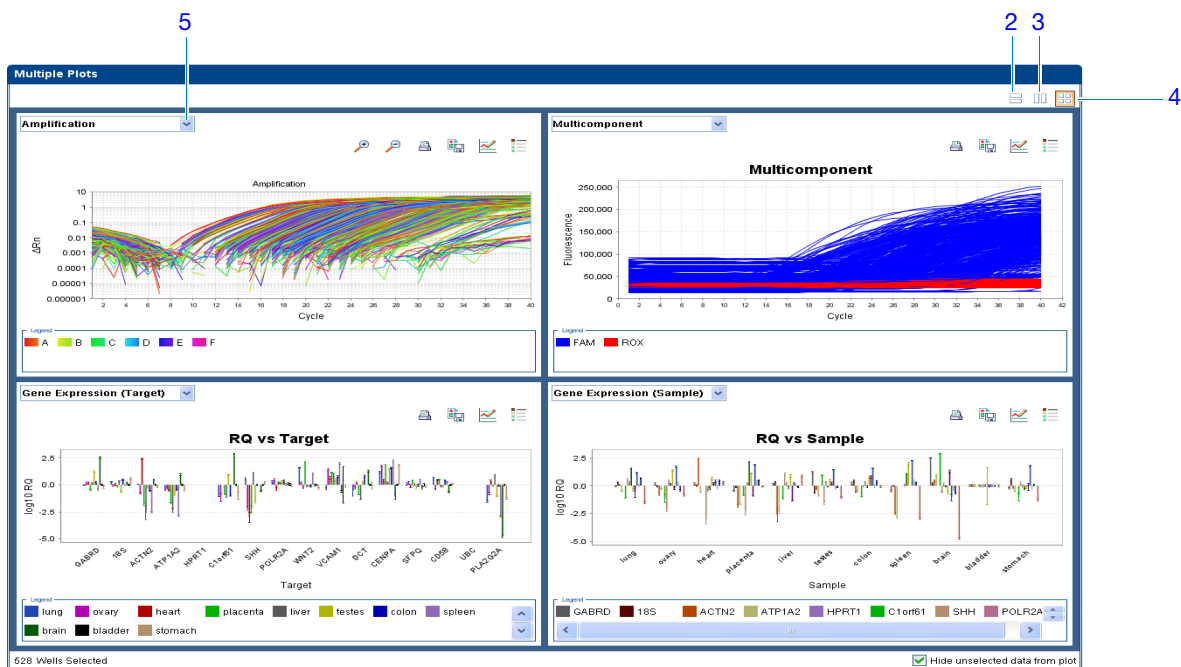 5
2 3
4
Multiple Plots
Amplification
Multicomponent
Amplification
ΔRn
10
1
0.1
0.01
0.001
0.0001
0.00001
0.000001
2 4 6 8 10 12 14 16 18 20 22 24 26 28 30 32 34 36 38 40
Cycle
Legend
A B C D E F
Multicomponent
Fluorescence
250,000
200,000
150,000
100,000
50,000
0
0 2 4 6 8 10 12 14 16 18 20 22 24 26 28 30 32 34 36 38 40 42
Cycle
Legend
FAM ROX
Gene Expression (Target)
RQ vs Target
log10 RQ
2.5
0.0
-2.5
-5.0
GABRD 18S ACTN2 ATP1A2 HPRT1 C1orf61 SHH POLR2A WNT2 VCAM1 DCT CENPA SFPQ CD58 UBC PLA2G2A
Target
Legend
lung ovary heart placenta liver testes colon spleen
brain bladder stomach
Gene Expression (Sample)
RQ vs Sample
log10 RQ
2.5
0.0
-2.5
-5.0
lung ovary heart placenta liver testes colon spleen brain bladder stomach
Sample
Legend
GABRD 18S ACTN2 ATP1A2 HPRT1 C1orf61 SHH POLR2A
528 Wells Selected
Hide unselected data from plot